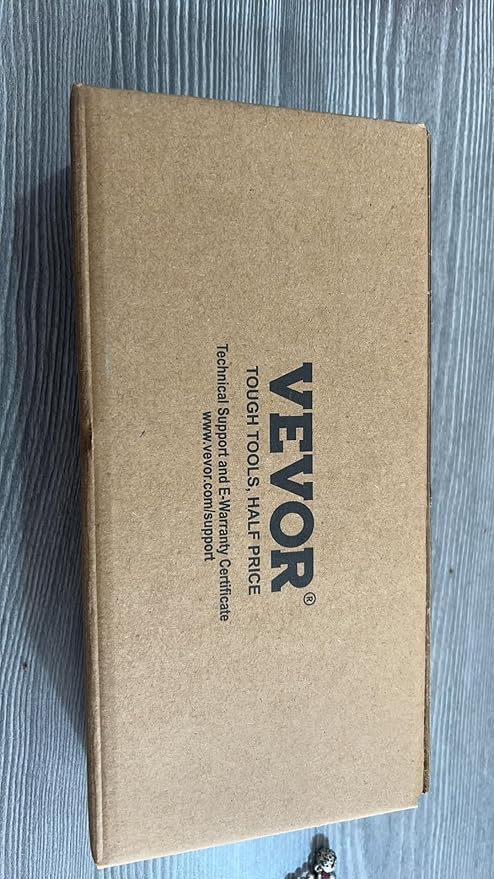 VEVOR®
TOUGH TOOLS, HALF PRICE
Technical Support and E-Warranty Certificate
www.vevor.com/support